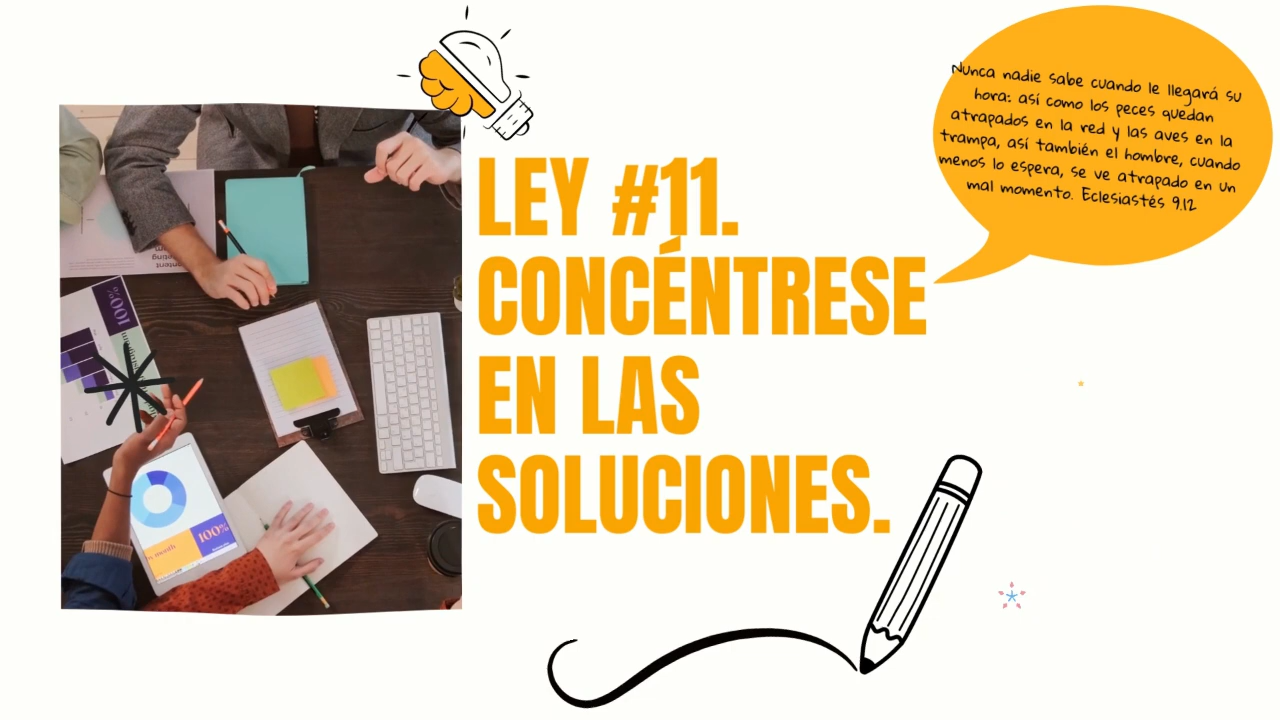 LEY #11.
CONCÉNTRESE
EN LAS
SOLUCIONES.
Nunca nadie sabe cuando le llegará su
hora: así como los peces quedan
atrapados en la red y las aves en la
trampa, así también el hombre, cuando
menos lo espera, se ve atrapado en un
mal momento. Eclesiastés 9.12
100%
100%